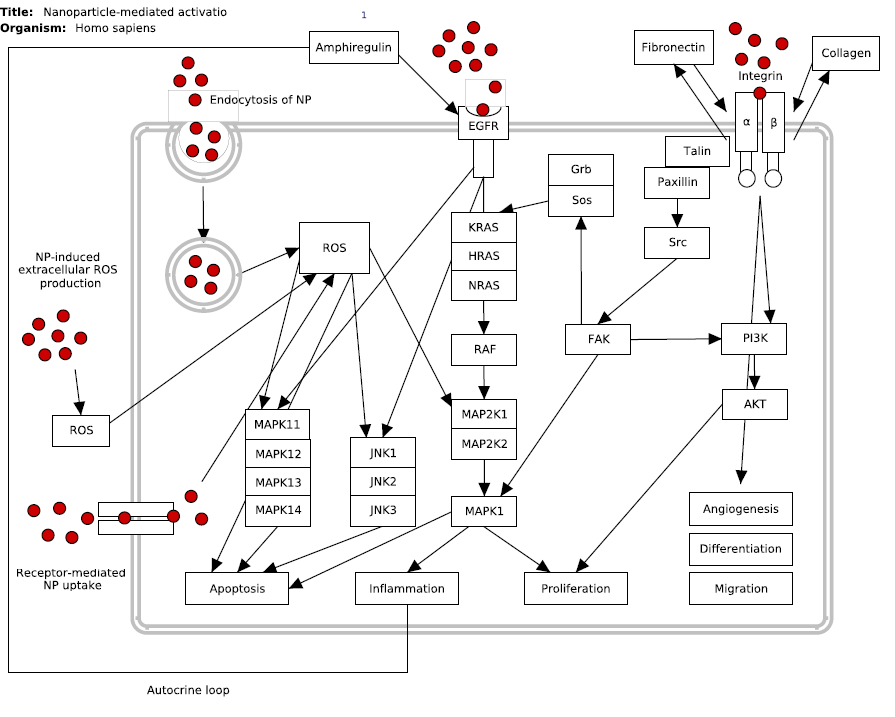 Title: Nanoparticle-mediated activatio
Organism: Homo sapiens
1
Amphiregulin
Fibronectin
Collagen
Integrin
Endocytosis of NP
EGFR
α
β
Talin
Grb
Sos
Paxillin
KRAS
HRAS
NRAS
ROS
Src
NP-induced
extracellular ROS
production
RAF
FAK
PI3K
AKT
ROS
MAPK11
MAPK12
MAPK13
MAPK14
JNK1
JNK2
JNK3
MAP2K1
MAP2K2
MAPK1
Angiogenesis
Differentiation
Migration
Receptor-mediated
NP uptake
Apoptosis
Inflammation
Proliferation
Autocrine loop